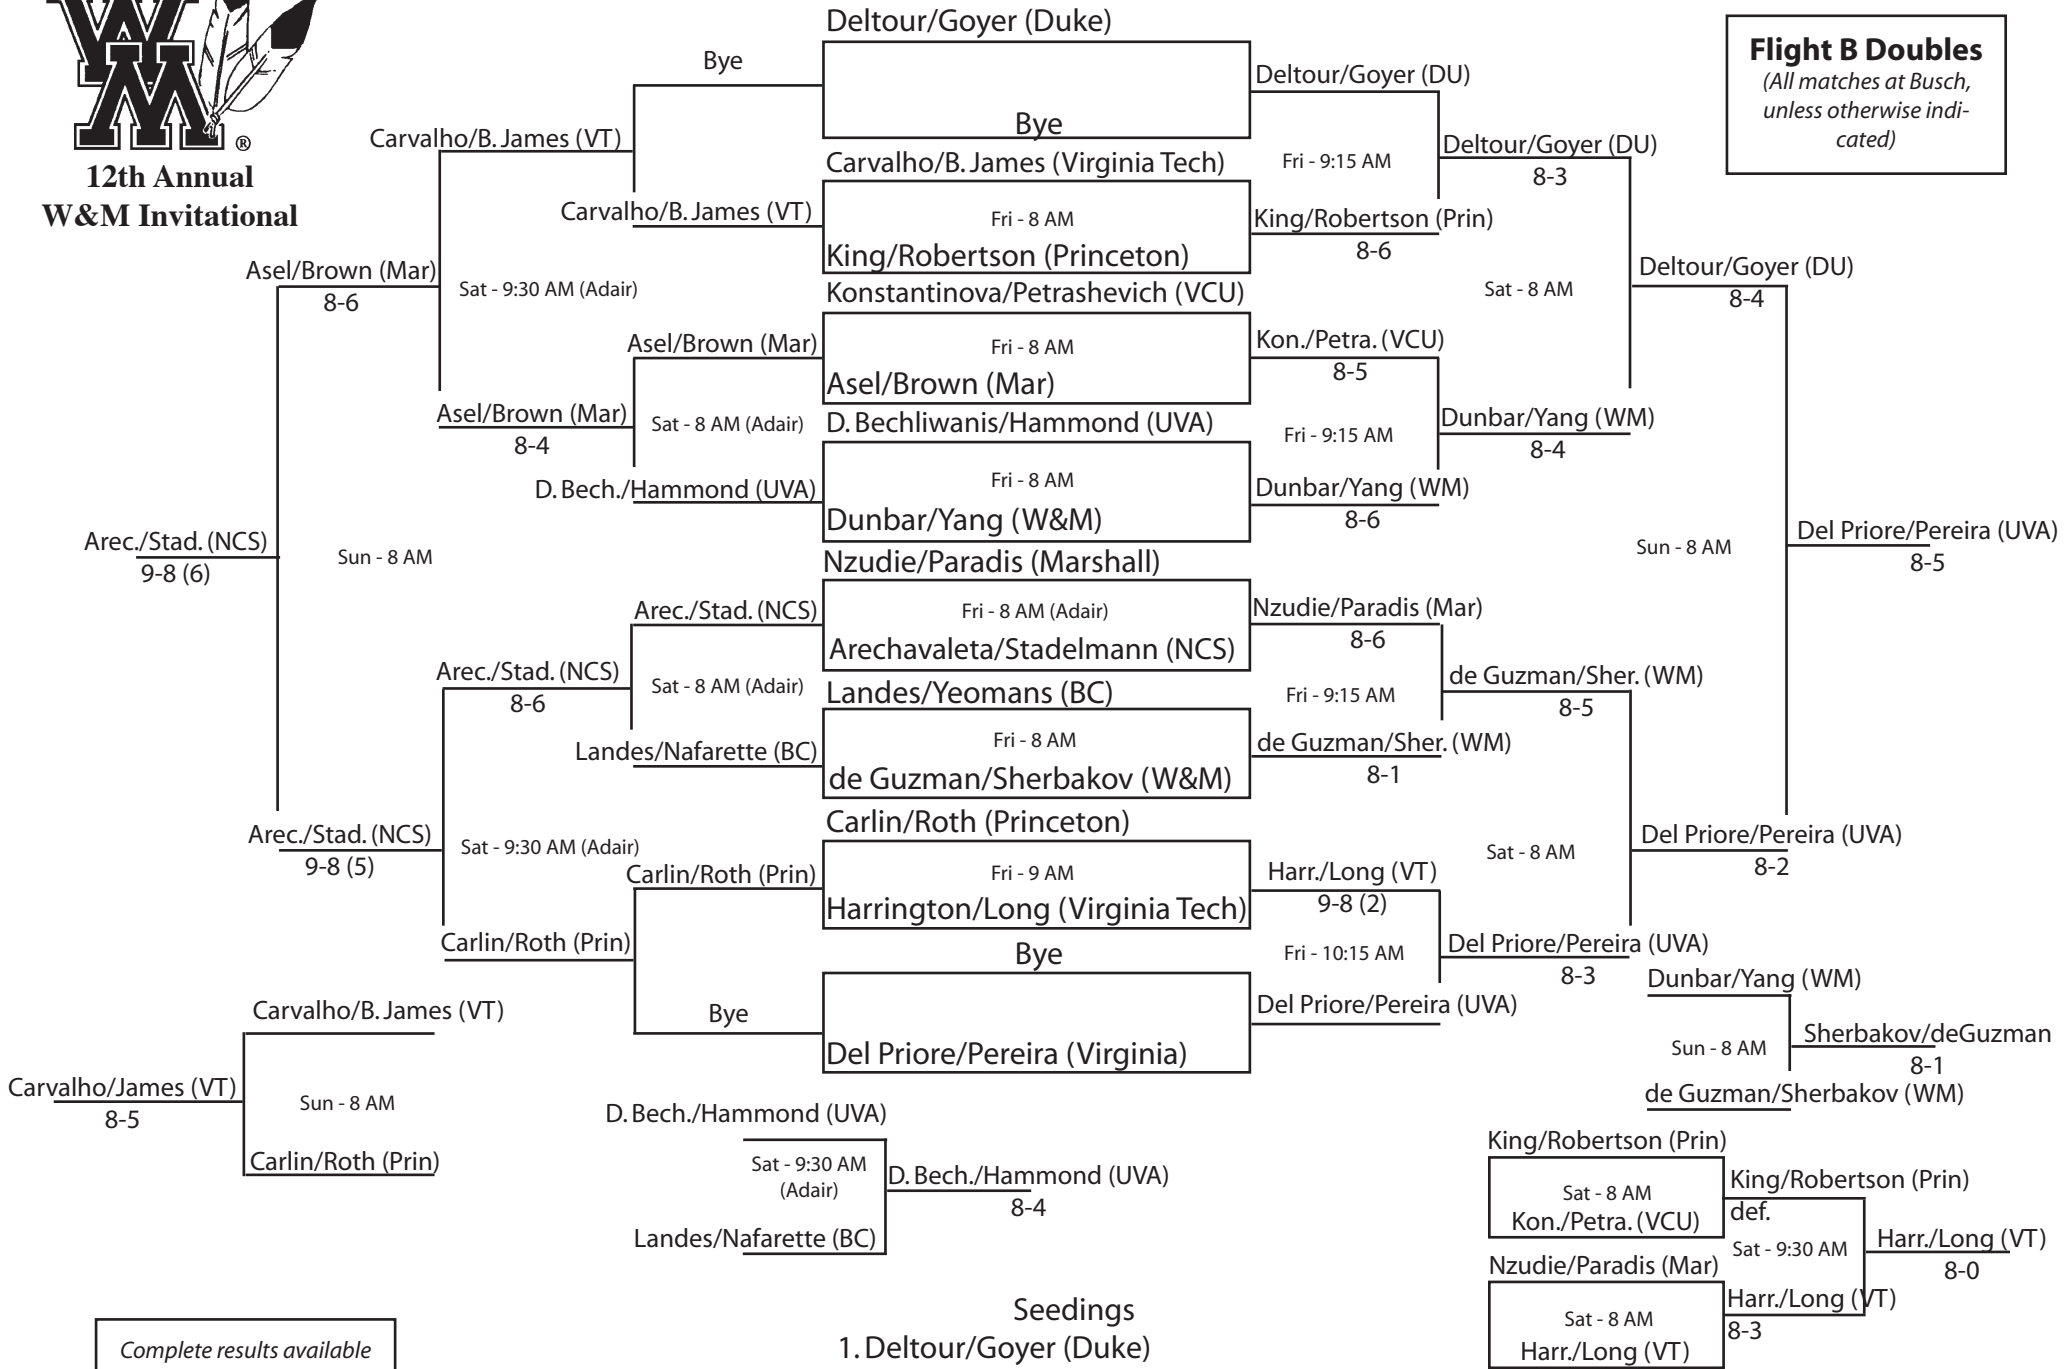 WM
®
12th Annual
W&M Invitational
Flight B Doubles
(All matches at Busch,
unless otherwise indi-
cated)
Deltour/Goyer (Duke)
Bye
Carvalho/B. James (Virginia Tech)
Fri - 8 AM
King/Robertson (Princeton)
Konstantinova/Petrashevich (VCU)
Fri - 8 AM
Asel/Brown (Mar)
D. Bechliwanis/Hammond (UVA)
Fri - 8 AM
Dunbar/Yang (W&M)
Nzudie/Paradis (Marshall)
Fri - 8 AM (Adair)
Arechavaleta/Stadelmann (NCS)
Landes/Yeomans (BC)
Fri - 8 AM
de Guzman/Sherbakov (W&M)
Carlin/Roth (Princeton)
Fri - 9 AM
Harrington/Long (Virginia Tech)
Bye
Del Priore/Pereira (Virginia)
Deltour/Goyer (DU)
Fri - 9:15 AM
King/Robertson (Prin)
8-6
Kon./Petra. (VCU)
8-5
Fri - 9:15 AM
Dunbar/Yang (WM)
8-6
Nzudie/Paradis (Mar)
8-6
Fri - 9:15 AM
de Guzman/Sher. (WM)
8-1
Harr./Long (VT)
9-8 (2)
Fri - 10:15 AM
Del Priore/Pereira (UVA)
Deltour/Goyer (DU)
8-3
Sat - 8 AM
Dunbar/Yang (WM)
8-4
de Guzman/Sher. (WM)
8-5
Sat - 8 AM
Del Priore/Pereira (UVA)
8-3
Deltour/Goyer (DU)
8-4
Sun - 8 AM
Del Priore/Pereira (UVA)
8-2
Del Priore/Pereira (UVA)
8-5
Dunbar/Yang (WM)
Sun - 8 AM
de Guzman/Sherbakov (WM)
Sherbakov/deGuzman
8-1
King/Robertson (Prin)
Sat - 8 AM
Kon./Petra. (VCU)
King/Robertson (Prin)
def.
Sat - 9:30 AM
Nzudie/Paradis (Mar)
Sat - 8 AM
Harr./Long (VT)
Harr./Long (VT)
8-3
Harr./Long (VT)
8-0
Bye
Carvalho/B. James (VT)
Asel/Brown (Mar)
Sat - 8 AM (Adair)
D. Bech./Hammond (UVA)
Arec./Stad. (NCS)
Sat - 8 AM (Adair)
Landes/Nafarette (BC)
Carlin/Roth (Prin)
Bye
Carvalho/B. James (VT)
Sat - 9:30 AM (Adair)
Asel/Brown (Mar)
8-4
Arec./Stad. (NCS)
8-6
Sat - 9:30 AM (Adair)
Carlin/Roth (Prin)
Asel/Brown (Mar)
8-6
Sun - 8 AM
Arec./Stad. (NCS)
9-8 (5)
Arec./Stad. (NCS)
9-8 (6)
Carvalho/B. James (VT)
Sun - 8 AM
Carlin/Roth (Prin)
Carvalho/James (VT)
8-5
D. Bech./Hammond (UVA)
Sat - 9:30 AM
(Adair)
Landes/Nafarette (BC)
D. Bech./Hammond (UVA)
8-4
Seedings
1. Deltour/Goyer (Duke)
Complete results available